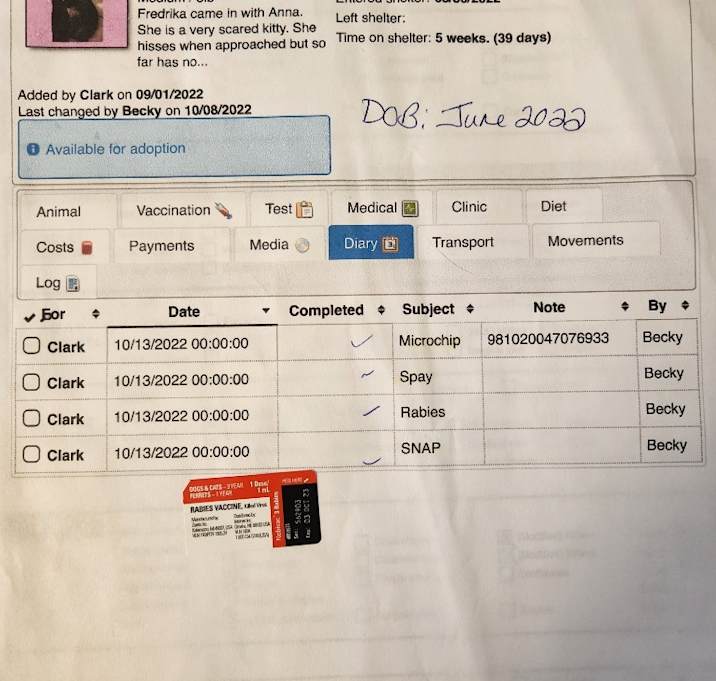 Fredrika came in with Anna.
She is a very scared kitty. She
hisses when approached but so
far has no...
Left shelter:
Time on shelter: 5 weeks. (39 days)
Added by Clark on 09/01/2022
Last changed by Becky on 10/08/2022
DOB: June 2022
Available for adoption
Animal Vaccination Test Medical Clinic Diet
Costs Payments Media Diary Transport Movements
Log
For Date Completed Subject Note By
Clark 10/13/2022 00:00:00 Microchip 981020047076933 Becky
Clark 10/13/2022 00:00:00 Spay Becky
Clark 10/13/2022 00:00:00 Rabies Becky
Clark 10/13/2022 00:00:00 SNAP Becky
DOGS & CATS - 3 YEAR 1 Dose/
FERRETS - 1 YEAR 1 mL
RABIES VACCINE, Killed Virus